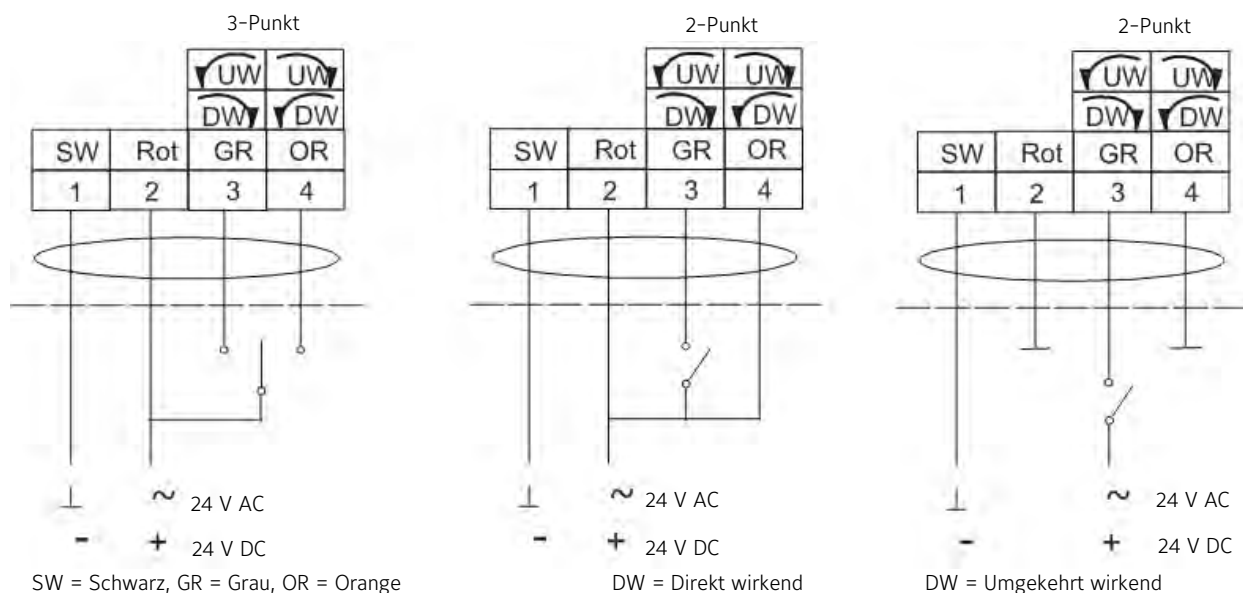 3-Punkt
UW UW
DW DW
SW Rot GR OR
1 2 3 4
~ 24 V AC
- + 24 V DC
SW = Schwarz, GR = Grau, OR = Orange
2-Punkt
UW UW
DW DW
SW Rot GR OR
1 2 3 4
~ 24 V AC
- + 24 V DC
DW = Direkt wirkend
2-Punkt
UW UW
DW DW
SW Rot GR OR
1 2 3 4
~ 24 V AC
- + 24 V DC
DW = Umgekehrt wirkend